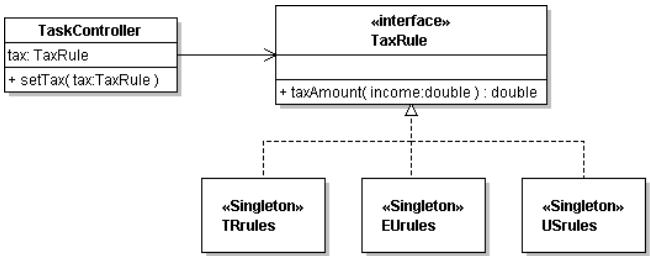 TaskController
tax: TaxRule
+ setTax( tax:TaxRule )
«interface»
TaxRule
+ taxAmount( income:double ) : double
«Singleton»
TRrules
«Singleton»
EUrules
«Singleton»
USrules